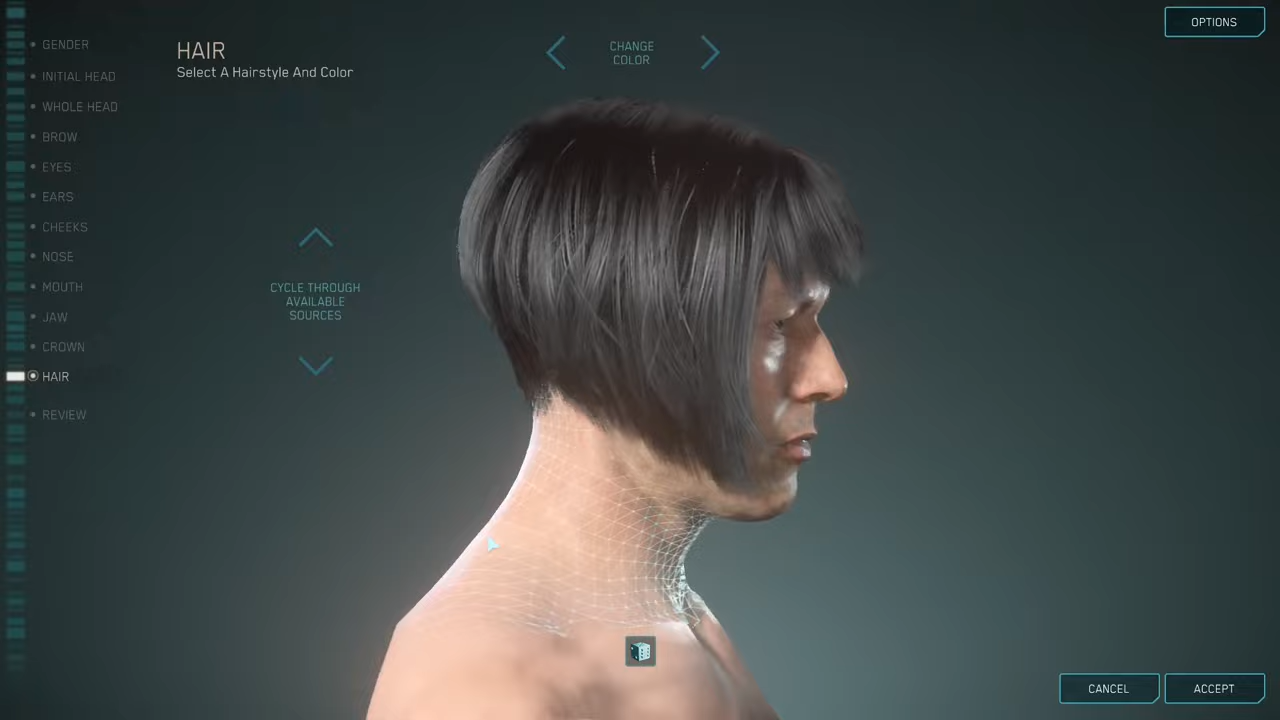 OPTIONS
HAIR
Select A Hairstyle And Color
CHANGE
COLOR
GENDER
INITIAL HEAD
WHOLE HEAD
BROW
EYES
EARS
CHEEKS
NOSE
MOUTH
JAW
CROWN
HAIR
REVIEW
CYCLE THROUGH
AVAILABLE
SOURCES
CANCEL
ACCEPT